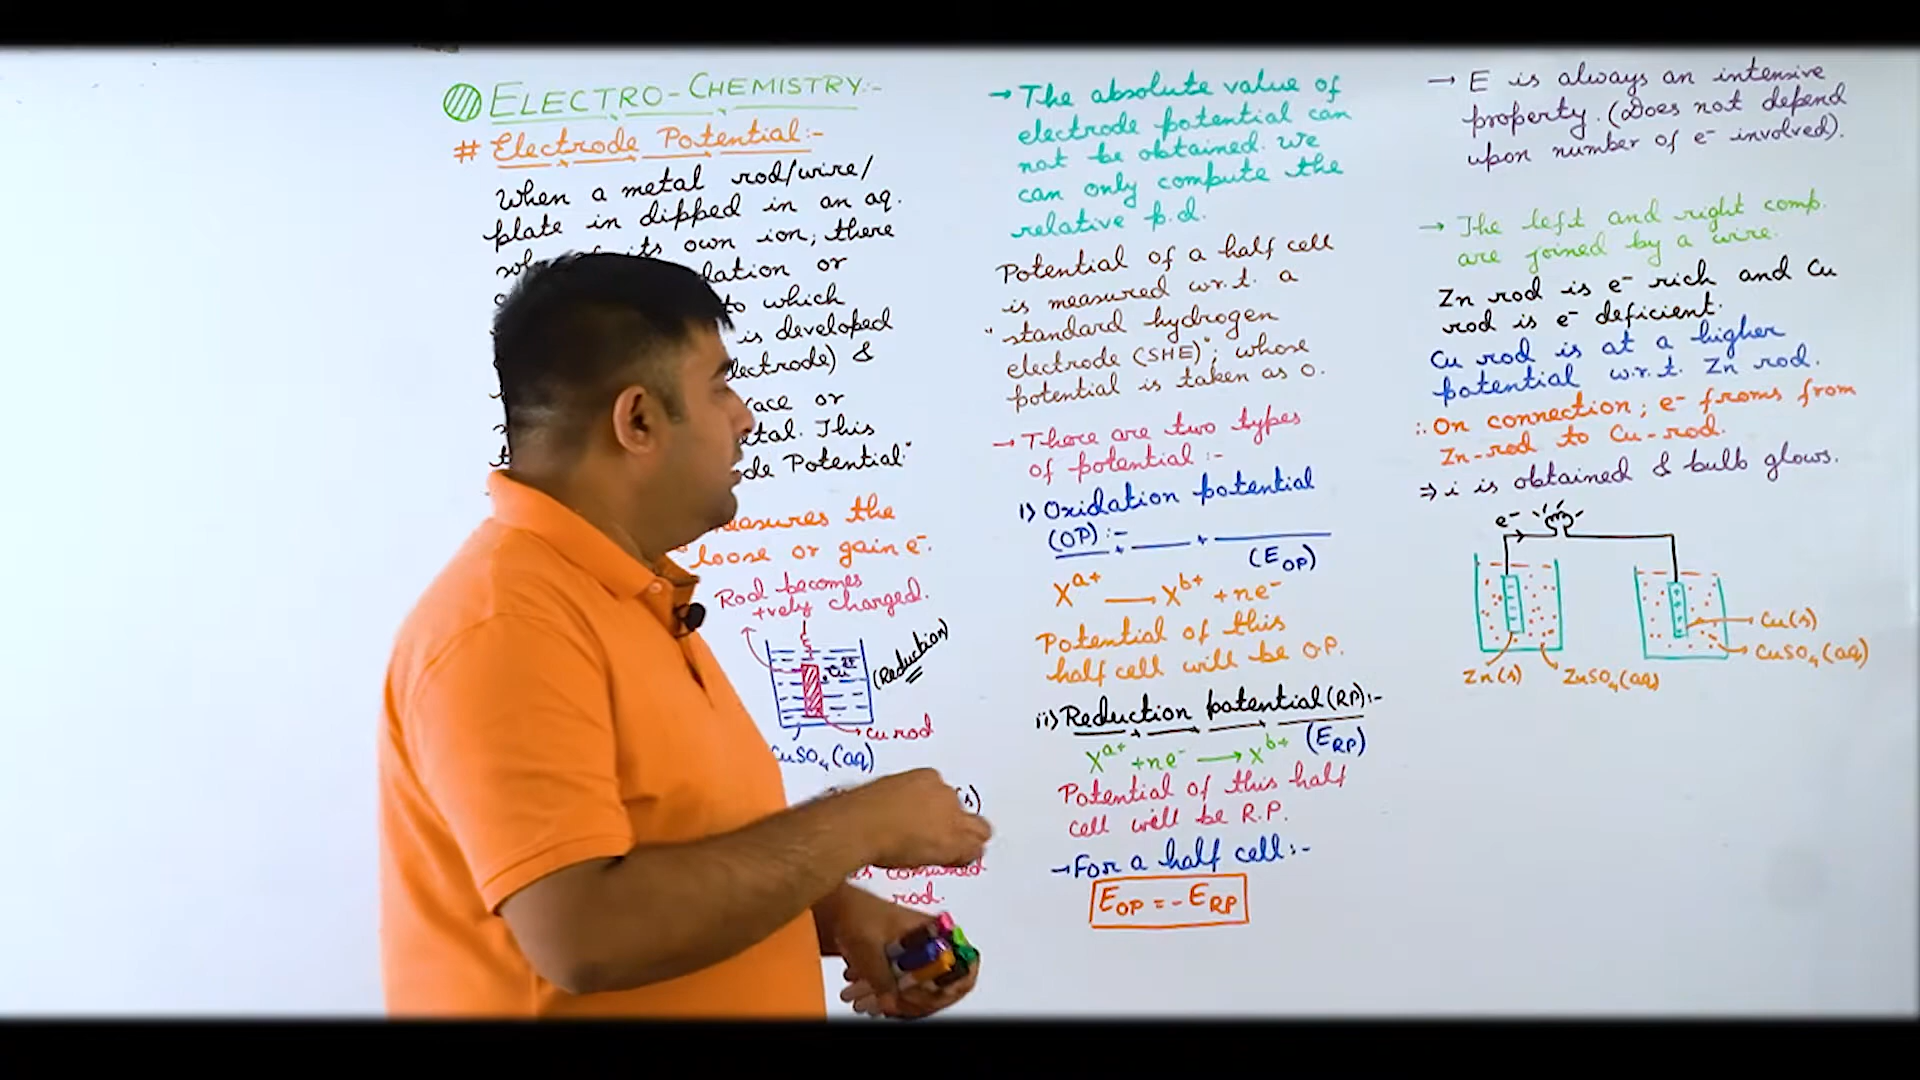 ELECTRO-CHEMISTRY:-
# Electrode Potential:-
When a metal rod/wire/
plate in dipped in an aq.
its own ion, there
or
to which
is developed
&
or
This
Potential"
measures the
loose or gain e⁻.
Rod becomes
+vely charged.
Cu²⁺
(Reduction)
Cu rod
CuSO₄(aq)
(s)
consumed
rod.
→ The absolute value of
electrode potential can
not be obtained. We
can only compute the
relative p.d.
Potential of a half cell
is measured w.r.t. a
"standard hydrogen
electrode (SHE)"; whose
potential is taken as 0.
→ There are two types
of potential :-
i) Oxidation potential
(OP) :-
(E_OP)
X^a+ → X^b+ + ne⁻
Potential of this
half cell will be O.P.
ii) Reduction potential (RP):-
(E_RP)
X^a+ + ne⁻ → X^b+
Potential of this half
cell will be R.P.
→ For a half cell:-
E_OP = - E_RP
→ E is always an intensive
property. (Does not depend
upon number of e⁻ involved).
→ The left and right comp.
are joined by a wire.
Zn rod is e⁻ rich and Cu
rod is e⁻ deficient.
Cu rod is at a higher
potential w.r.t. Zn rod.
∴ On connection; e⁻ froms from
Zn-rod to Cu-rod.
⇒ i is obtained & bulb glows.
e⁻
Cu(s)
CuSO₄(aq)
Zn(s)
ZnSO₄(aq)